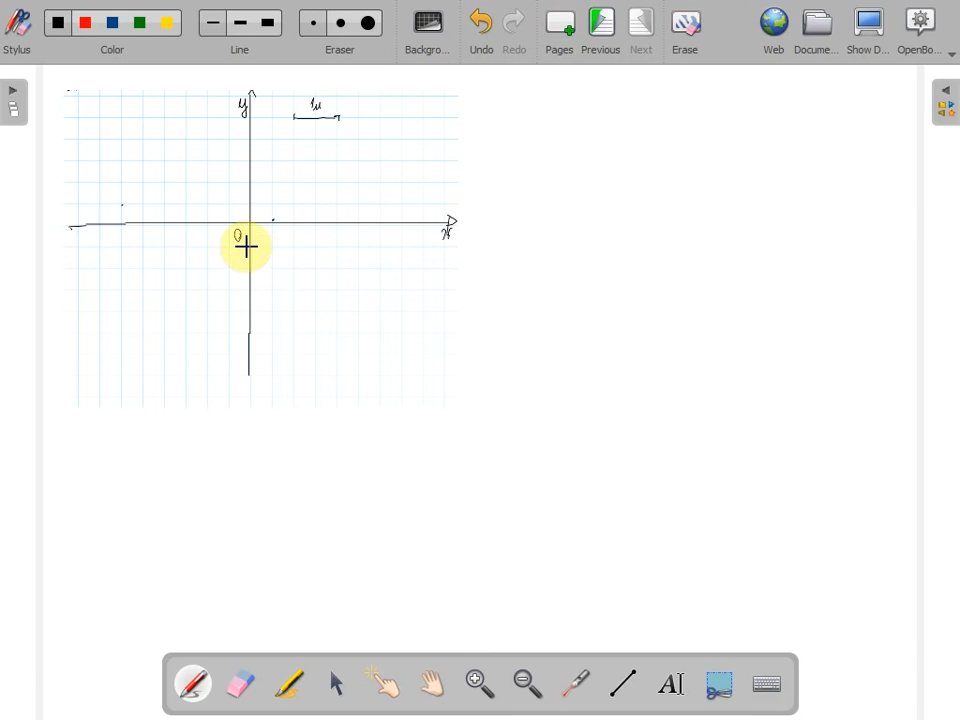 Stylus
Color
Line
Eraser
Backgro...
Undo
Redo
Pages
Previous
Next
Erase
Web
Docume...
Show D...
OpenBo...
y
1u
0
x
A